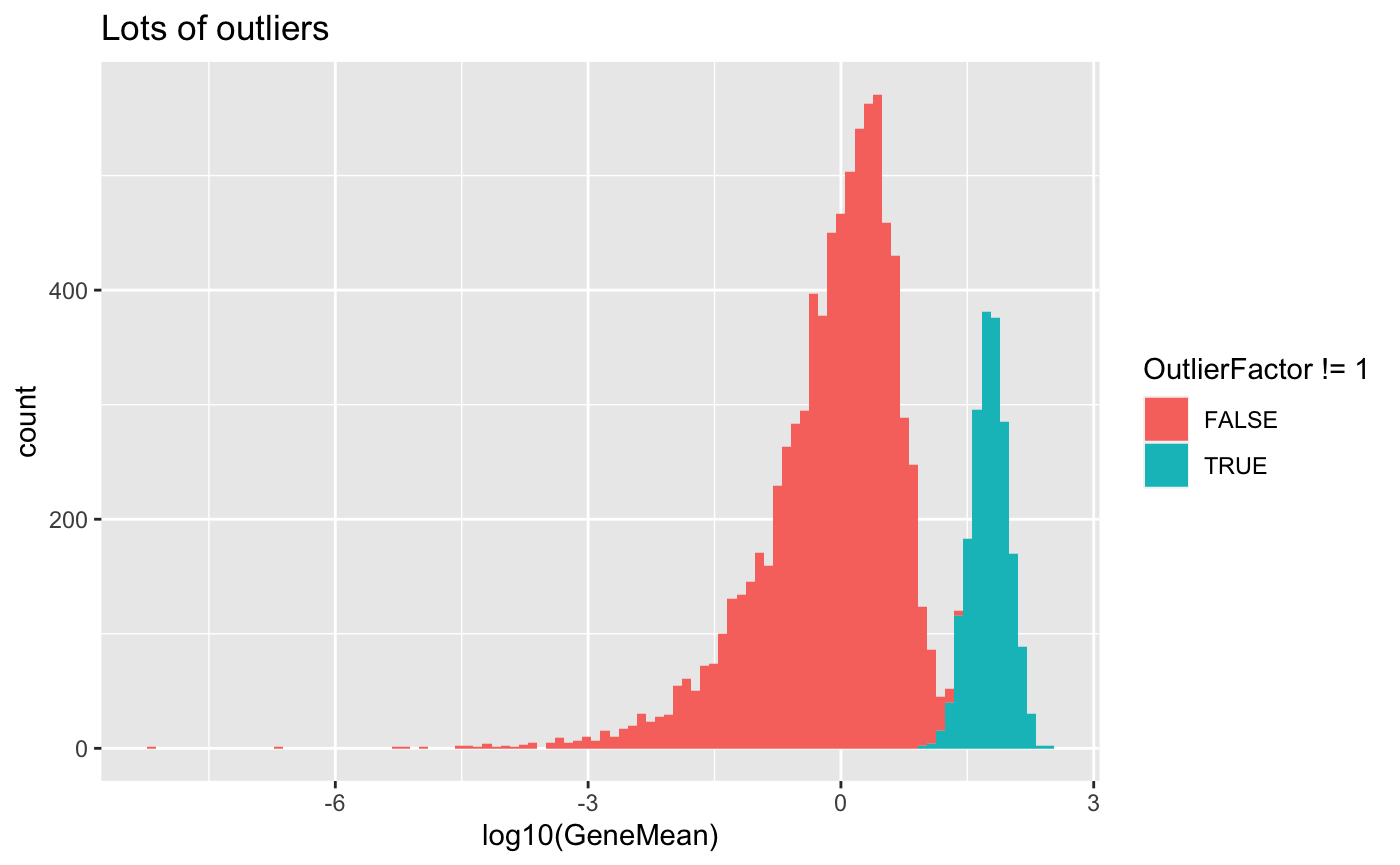 Lots of outliers
400
200
0
-6
-3
0
3
log10(GeneMean)
count
OutlierFactor != 1
FALSE
TRUE